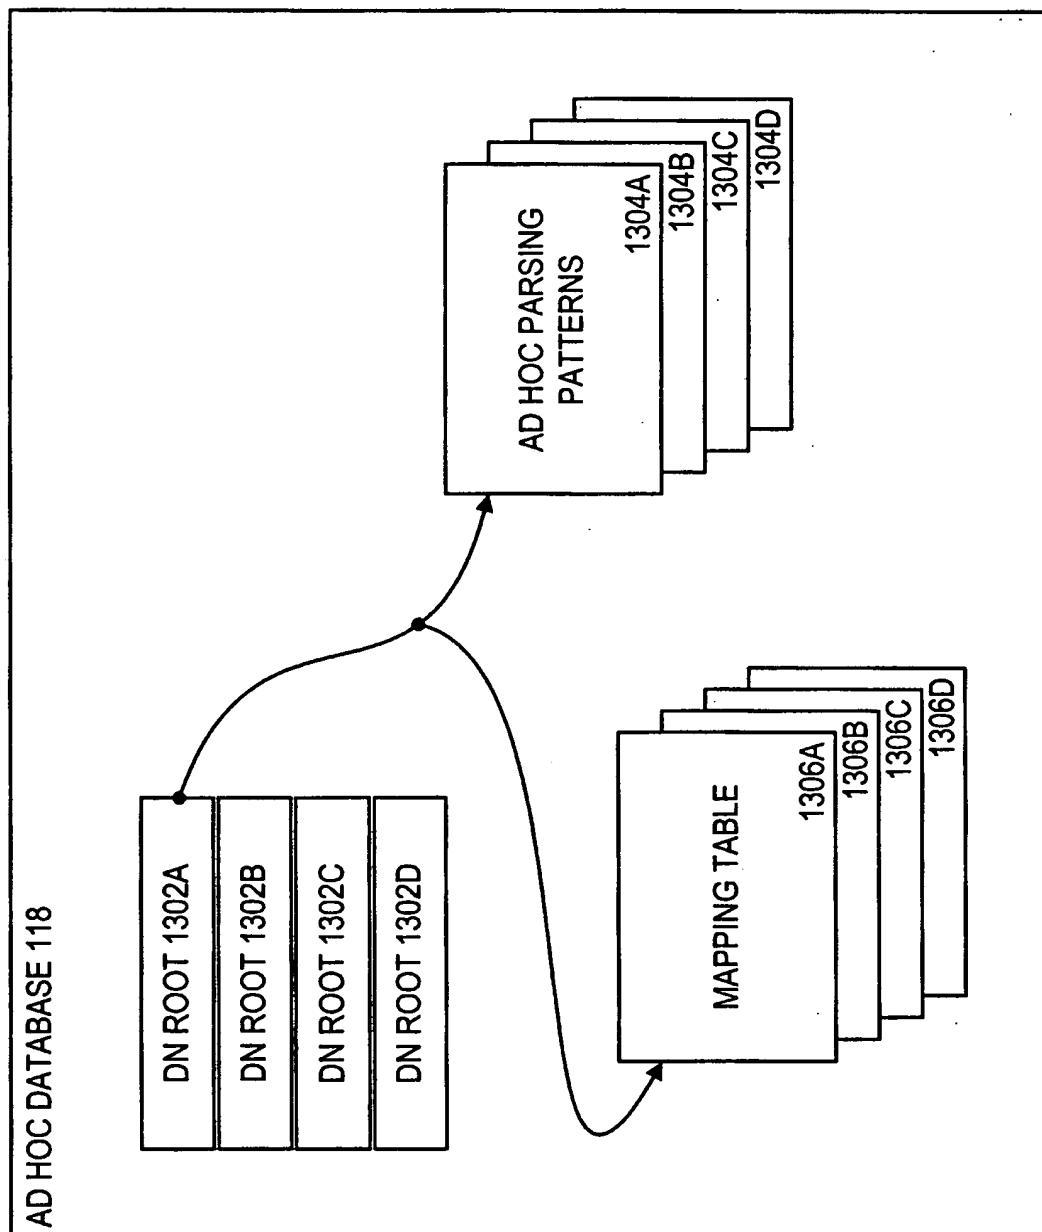 AD HOC DATABASE 118
DN ROOT 1302A
DN ROOT 1302B
DN ROOT 1302C
DN ROOT 1302D
AD HOC PARSING
PATTERNS
1304A
1304B
1304C
1304D
MAPPING TABLE
1306A
1306B
1306C
1306D